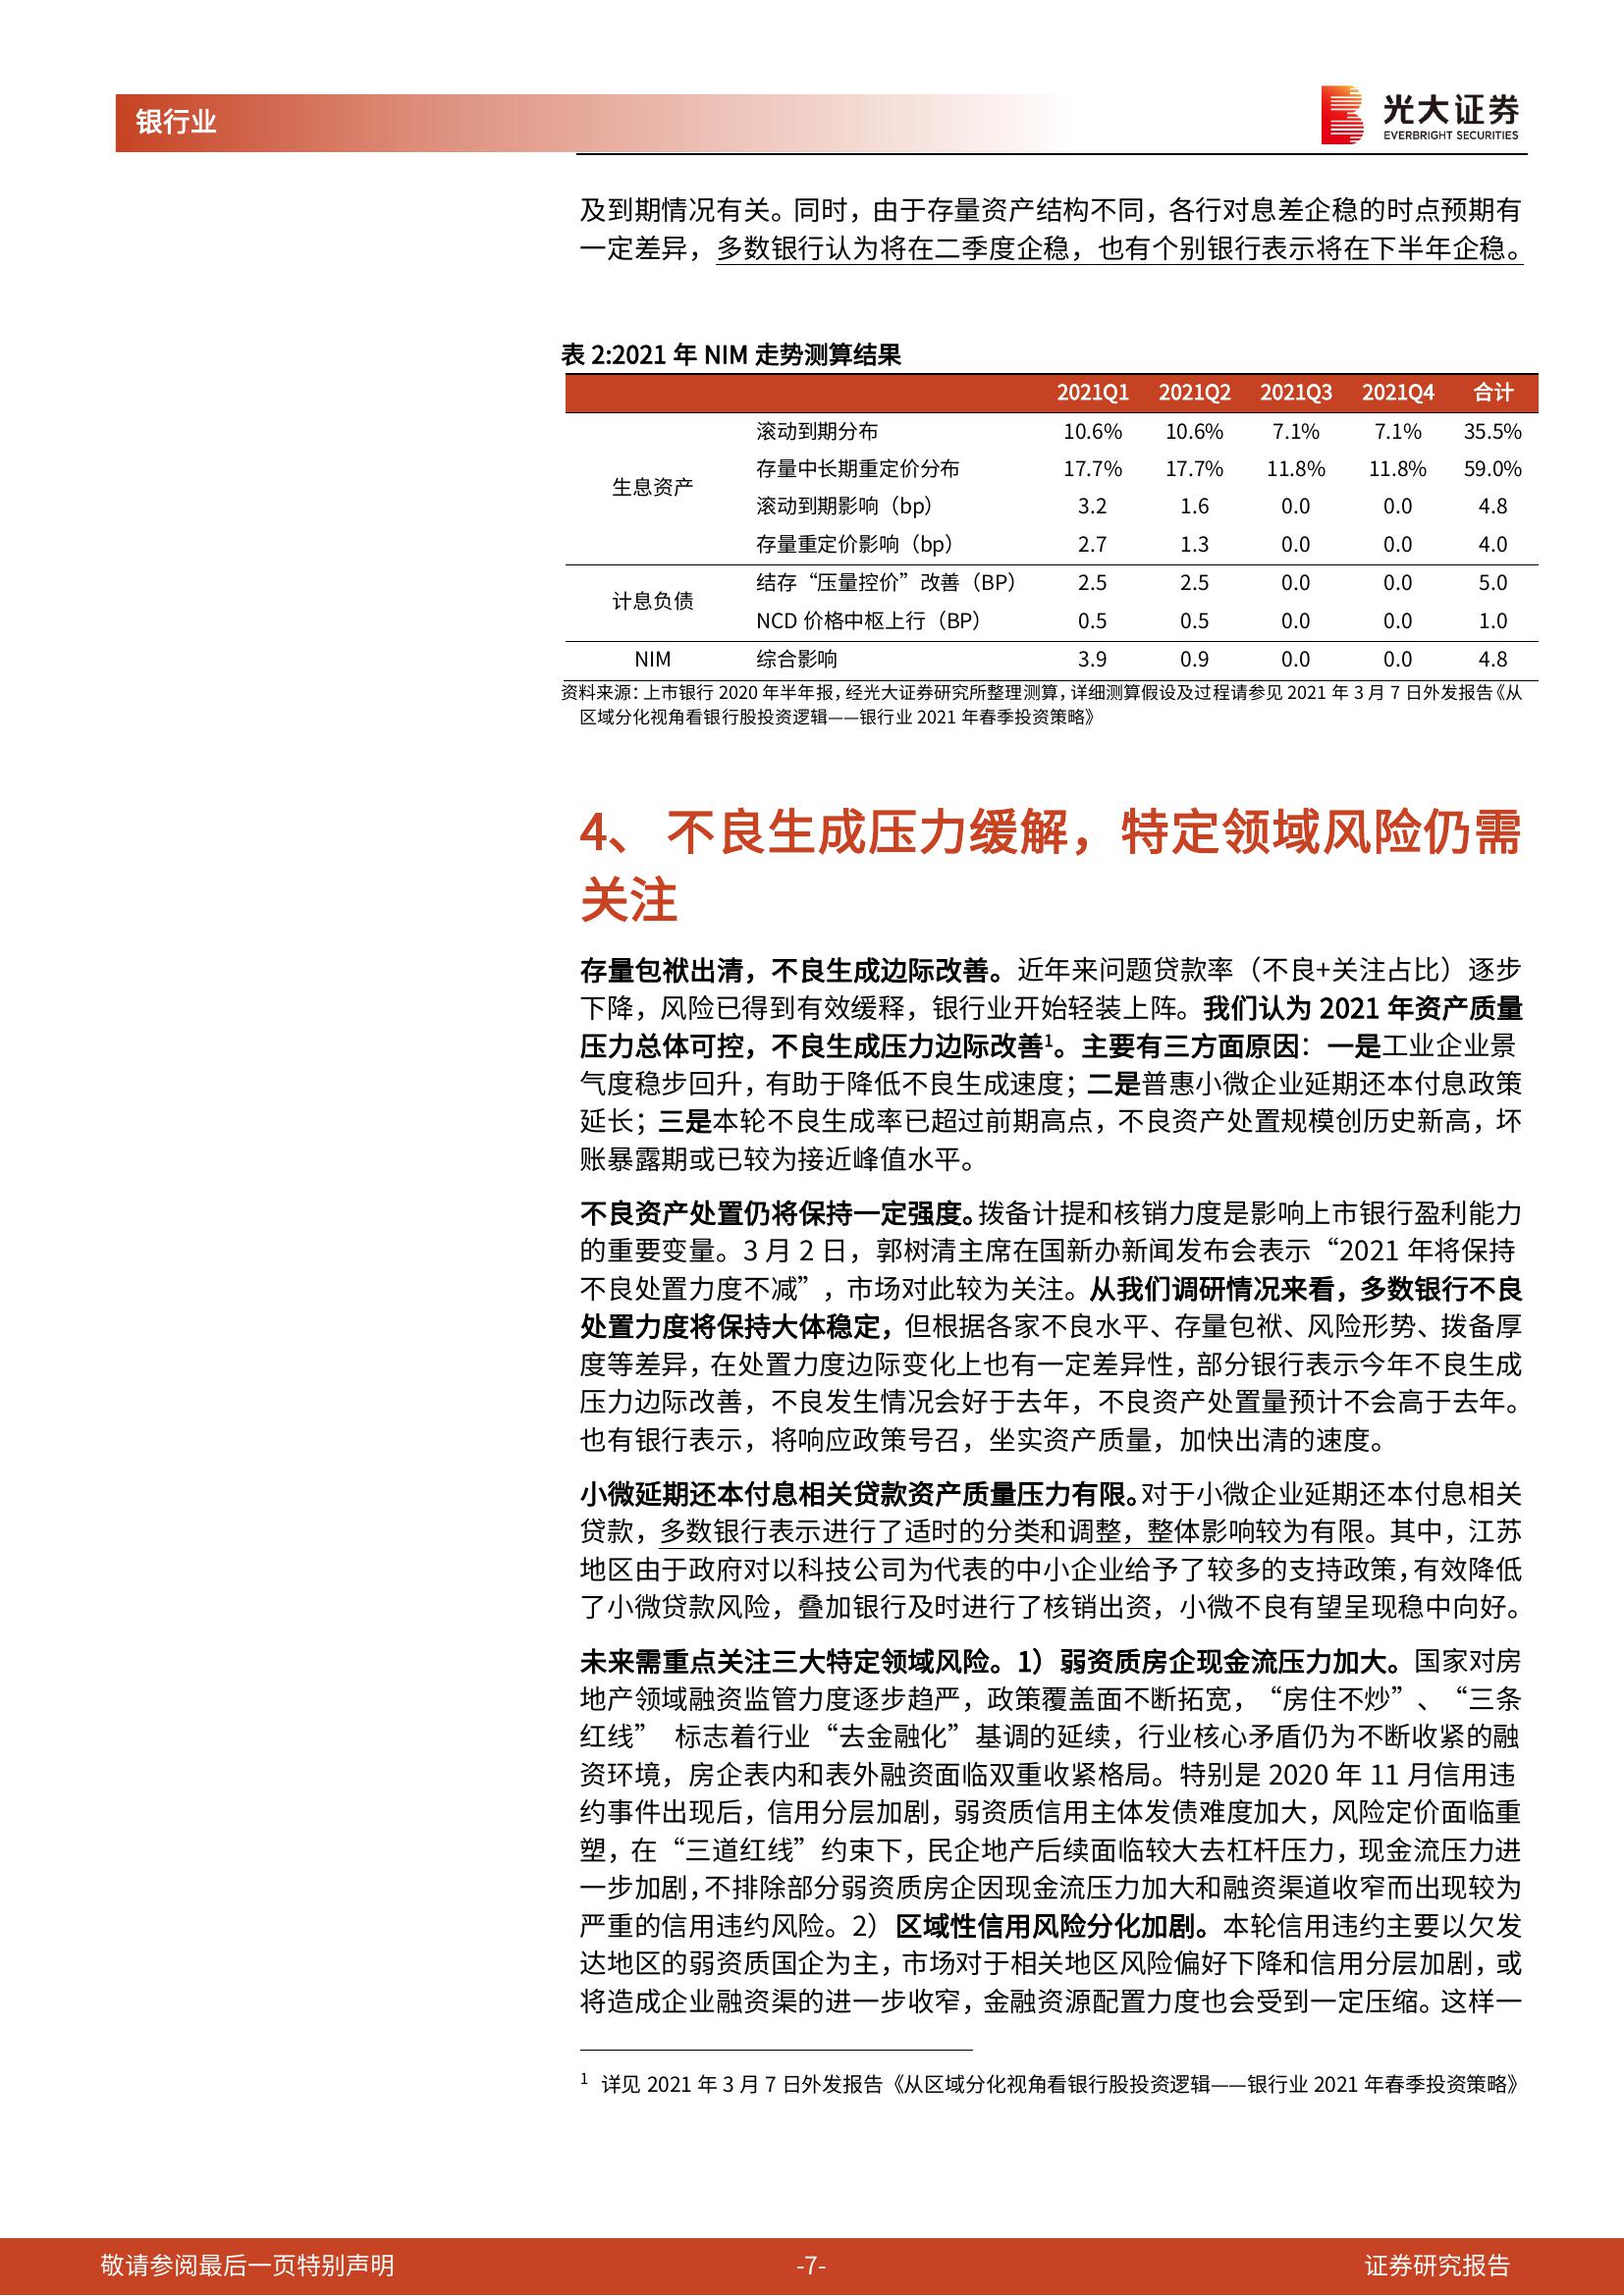 银行业
光大证券
EVERBRIGHT SECURITIES
及到期情况有关。同时，由于存量资产结构不同，各行对息差企稳的时点预期有
一定差异，多数银行认为将在二季度企稳，也有个别银行表示将在下半年企稳。
表 2:2021 年 NIM 走势测算结果
2021Q1 2021Q2 2021Q3 2021Q4 合计
生息资产
滚动到期分布 10.6% 10.6% 7.1% 7.1% 35.5%
存量中长期重定价分布 17.7% 17.7% 11.8% 11.8% 59.0%
滚动到期影响（bp） 3.2 1.6 0.0 0.0 4.8
存量重定价影响（bp） 2.7 1.3 0.0 0.0 4.0
计息负债
结存“压量控价”改善（BP） 2.5 2.5 0.0 0.0 5.0
NCD 价格中枢上行（BP） 0.5 0.5 0.0 0.0 1.0
NIM 综合影响 3.9 0.9 0.0 0.0 4.8
资料来源：上市银行 2020 年半年报，经光大证券研究所整理测算，详细测算假设及过程请参见 2021 年 3 月 7 日外发报告《从
区域分化视角看银行股投资逻辑——银行业 2021 年春季投资策略》
4、 不良生成压力缓解，特定领域风险仍需
关注
存量包袱出清，不良生成边际改善。近年来问题贷款率（不良+关注占比）逐步
下降，风险已得到有效缓释，银行业开始轻装上阵。我们认为 2021 年资产质量
压力总体可控，不良生成压力边际改善¹。主要有三方面原因：一是工业企业景
气度稳步回升，有助于降低不良生成速度；二是普惠小微企业延期还本付息政策
延长；三是本轮不良生成率已超过前期高点，不良资产处置规模创历史新高，坏
账暴露期或已较为接近峰值水平。
不良资产处置仍将保持一定强度。拨备计提和核销力度是影响上市银行盈利能力
的重要变量。3 月 2 日，郭树清主席在国新办新闻发布会表示“2021 年将保持
不良处置力度不减”，市场对此较为关注。从我们调研情况来看，多数银行不良
处置力度将保持大体稳定，但根据各家不良水平、存量包袱、风险形势、拨备厚
度等差异，在处置力度边际变化上也有一定差异性，部分银行表示今年不良生成
压力边际改善，不良发生情况会好于去年，不良资产处置量预计不会高于去年。
也有银行表示，将响应政策号召，坐实资产质量，加快出清的速度。
小微延期还本付息相关贷款资产质量压力有限。对于小微企业延期还本付息相关
贷款，多数银行表示进行了适时的分类和调整，整体影响较为有限。其中，江苏
地区由于政府对以科技公司为代表的中小企业给予了较多的支持政策，有效降低
了小微贷款风险，叠加银行及时进行了核销出资，小微不良有望呈现稳中向好。
未来需重点关注三大特定领域风险。1）弱资质房企现金流压力加大。国家对房
地产领域融资监管力度逐步趋严，政策覆盖面不断拓宽，“房住不炒”、“三条
红线” 标志着行业“去金融化”基调的延续，行业核心矛盾仍为不断收紧的融
资环境，房企表内和表外融资面临双重收紧格局。特别是 2020 年 11 月信用违
约事件出现后，信用分层加剧，弱资质信用主体发债难度加大，风险定价面临重
塑，在“三道红线”约束下，民企地产后续面临较大去杠杆压力，现金流压力进
一步加剧，不排除部分弱资质房企因现金流压力加大和融资渠道收窄而出现较为
严重的信用违约风险。2）区域性信用风险分化加剧。本轮信用违约主要以欠发
达地区的弱资质国企为主，市场对于相关地区风险偏好下降和信用分层加剧，或
将造成企业融资渠的进一步收窄，金融资源配置力度也会受到一定压缩。这样一
1 详见 2021 年 3 月 7 日外发报告《从区域分化视角看银行股投资逻辑——银行业 2021 年春季投资策略》
敬请参阅最后一页特别声明
-7-
证券研究报告